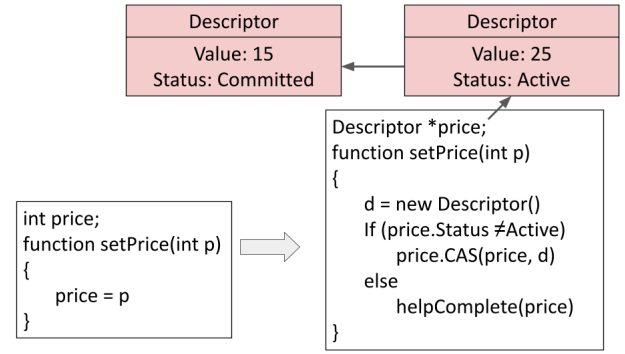 Descriptor
Value: 15
Status: Committed
Descriptor
Value: 25
Status: Active
int price;
function setPrice(int p)
{
price = p
}
Descriptor *price;
function setPrice(int p)
{
d = new Descriptor()
If (price.Status ≠Active)
price.CAS(price, d)
else
helpComplete(price)
}